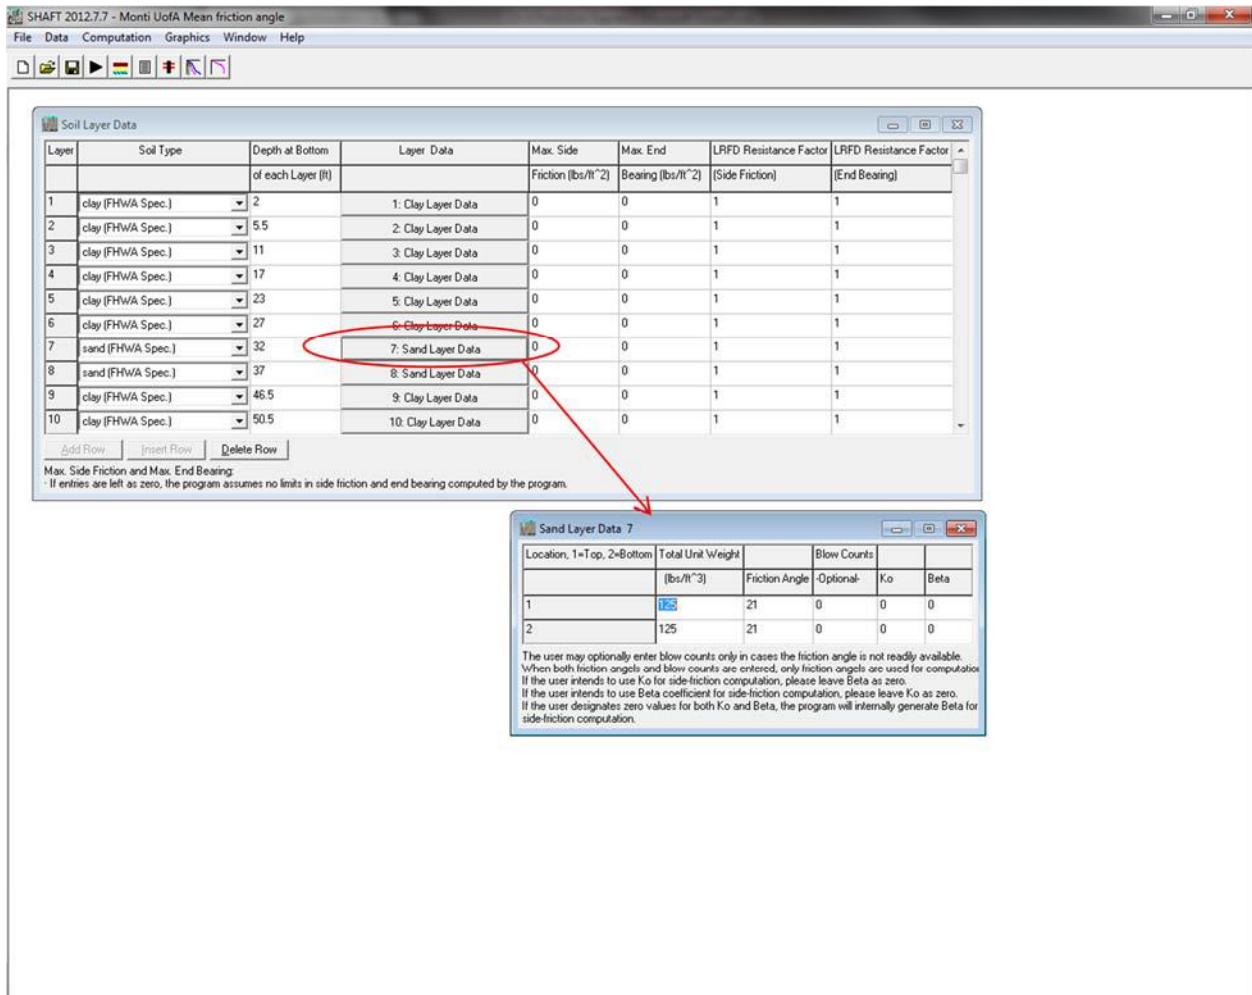 SHAFT 2012.7.7 - Monti UofA Mean friction angle
File Data Computation Graphics Window Help
Soil Layer Data
Layer Soil Type Depth at Bottom Layer Data Max. Side Max. End LRFD Resistance Factor LRFD Resistance Factor
of each Layer (ft) Friction (lbs/ft^2) Bearing (lbs/ft^2) (Side Friction) (End Bearing)
1 clay (FHWA Spec.) 2 1: Clay Layer Data 0 0 1 1
2 clay (FHWA Spec.) 5.5 2: Clay Layer Data 0 0 1 1
3 clay (FHWA Spec.) 11 3: Clay Layer Data 0 0 1 1
4 clay (FHWA Spec.) 17 4: Clay Layer Data 0 0 1 1
5 clay (FHWA Spec.) 23 5: Clay Layer Data 0 0 1 1
6 clay (FHWA Spec.) 27 6: Clay Layer Data 0 0 1 1
7 sand (FHWA Spec.) 32 7: Sand Layer Data 0 0 1 1
8 sand (FHWA Spec.) 37 8: Sand Layer Data 0 0 1 1
9 clay (FHWA Spec.) 46.5 9: Clay Layer Data 0 0 1 1
10 clay (FHWA Spec.) 50.5 10: Clay Layer Data 0 0 1 1
Add Row Insert Row Delete Row
Max. Side Friction and Max. End Bearing:
- If entries are left as zero, the program assumes no limits in side friction and end bearing computed by the program.
Sand Layer Data 7
Location, 1=Top, 2=Bottom Total Unit Weight Blow Counts
(lbs/ft^3) Friction Angle -Optional- Ko Beta
1 125 21 0 0 0
2 125 21 0 0 0
The user may optionally enter blow counts only in cases the friction angle is not readily available.
When both friction angels and blow counts are entered, only friction angels are used for computatio
If the user intends to use Ko for side-friction computation, please leave Beta as zero.
If the user intends to use Beta coefficient for side-friction computation, please leave Ko as zero.
If the user designates zero values for both Ko and Beta, the program will internally generate Beta for
side-friction computation.